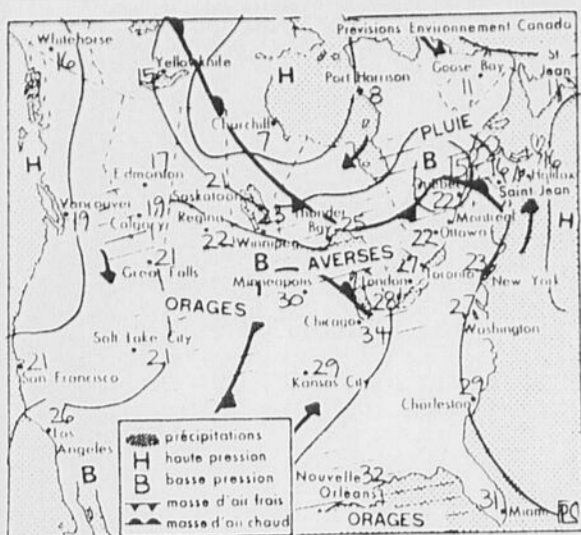 Prévisions Environnement Canada
Whitehorse
16
Yellowknife
15
H
Port Harrison
8
Goose Bay
11
St Jean
Churchill
7
PLUIE
H
Edmonton
17
Saskatoon
21
B
15
Québec
22
Halifax
Saint Jean
Vancouver
19
Calgary
19
Regina
22
23
Winnipeg
Thunder Bay
25
Montréal
22
Ottawa
H
21
Great Falls
B
AVERSES
Minneapolis
30
27
London
28
Toronto
23
New York
ORAGES
Chicago
34
27
Washington
Salt Lake City
21
21
San Francisco
29
Kansas City
29
Charleston
26
Los Angeles
B
précipitations
H haute pression
B basse pression
masse d'air frais
masse d'air chaud
Nouvelle Orléans
32
ORAGES
31
Miami